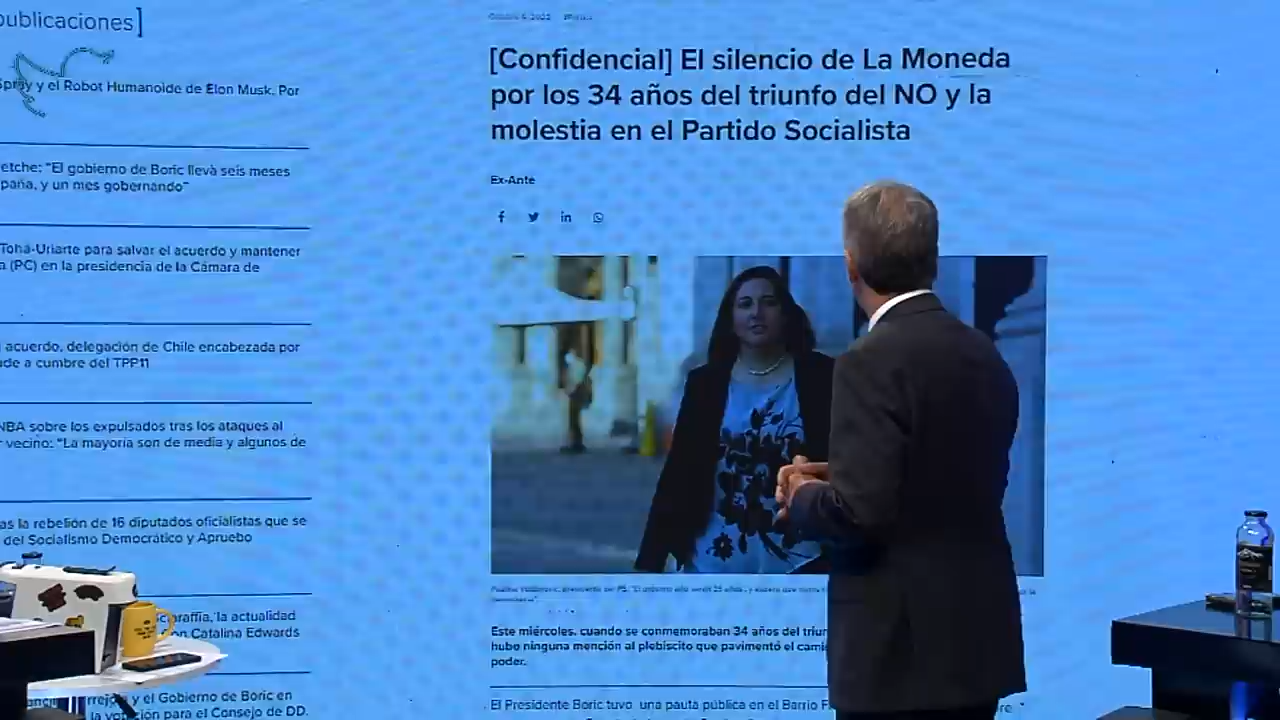 publicaciones]
Spray y el Robot Humanoide de Elon Musk. Por
etche: "El gobierno de Boric llevà seis meses
paña, y un mes gobernando"
Toha-Uriarte para salvar el acuerdo y mantener
a (PC) en la presidencia de la Cámara de
acuerdo, delegación de Chile encabezada por
ude a cumbre del TPP11
NBA sobre los expulsados tras los ataques al
r vecino: "La mayoría son de media y algunos de
as la rebelión de 16 diputados oficialistas que se
del Socialismo Democrático y Apruebo
la actualidad
con Catalina Edwards
y el Gobierno de Boric en
la votación para el Consejo de DD.
[Confidencial] El silencio de La Moneda
por los 34 años del triunfo del NO y la
molestia en el Partido Socialista
Ex-Ante
Este miércoles, cuando se conmemoraban 34 años del triun
hubo ninguna mención al plebiscito que pavimentó el cami
poder.
El Presidente Boric tuvo una pauta pública en el Barrio